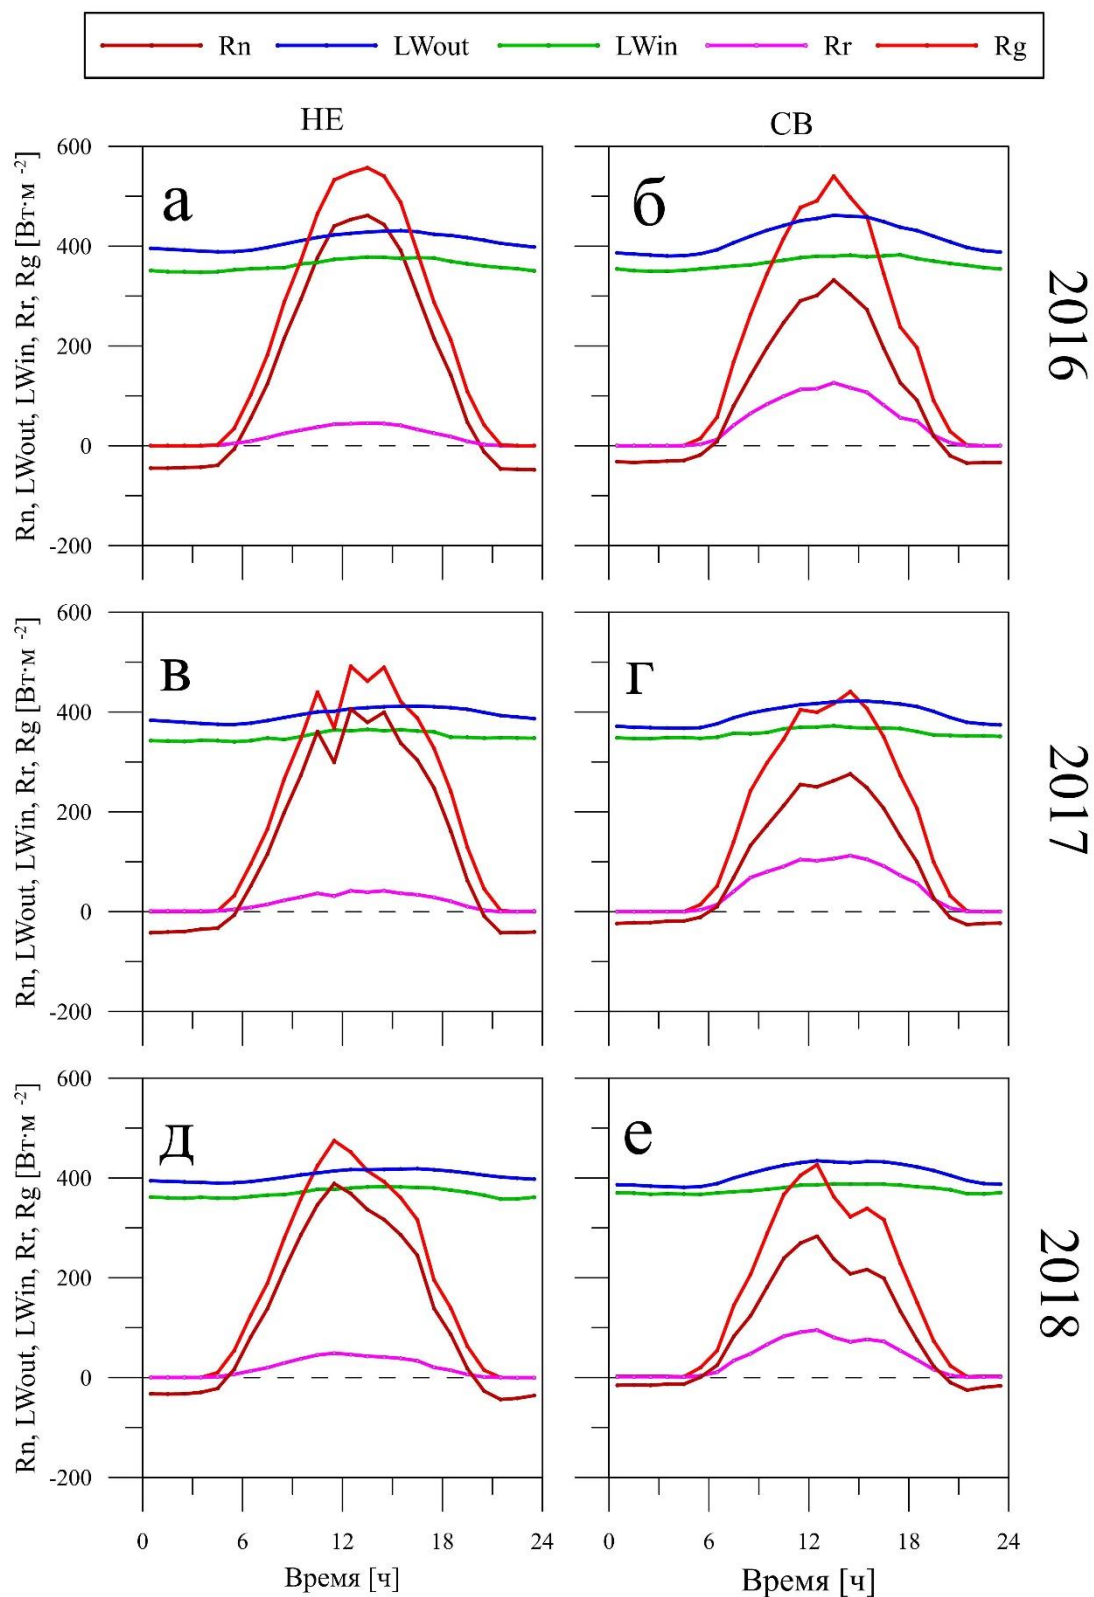 Rn LWout LWin Rr Rg
НЕ СВ
600
400
200
0
-200
Rn, LWout, LWin, Rr, Rg [Вт·м -2]
а
б
2016
600
400
200
0
-200
Rn, LWout, LWin, Rr, Rg [Вт·м -2]
в
г
2017
600
400
200
0
-200
Rn, LWout, LWin, Rr, Rg [Вт·м -2]
д
е
2018
0 6 12 18 24 0 6 12 18 24
Время [ч] Время [ч]